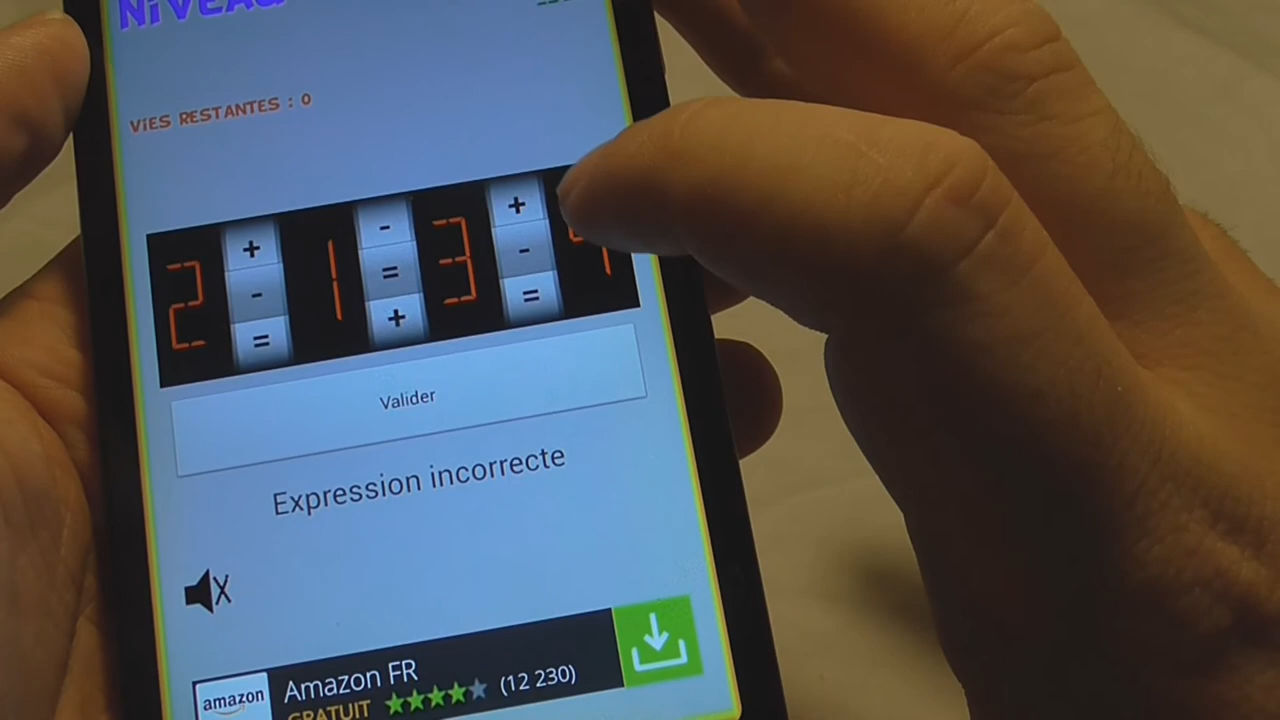 NiVEAU
ViES RESTANTES : 0
+ - +
2 - 1 = 3 -
= + =
Valider
Expression incorrecte
X
amazon
Amazon FR
GRATUIT (12 230)